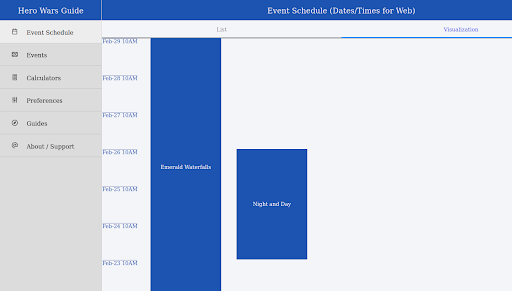 Hero Wars Guide
Event Schedule (Dates/Times for Web)
Event Schedule
Events
Calculators
Preferences
Guides
About / Support
List
Visualization
Feb-29 10AM
Feb-28 10AM
Feb-27 10AM
Feb-26 10AM
Feb-25 10AM
Feb-24 10AM
Feb-23 10AM
Emerald Waterfalls
Night and Day